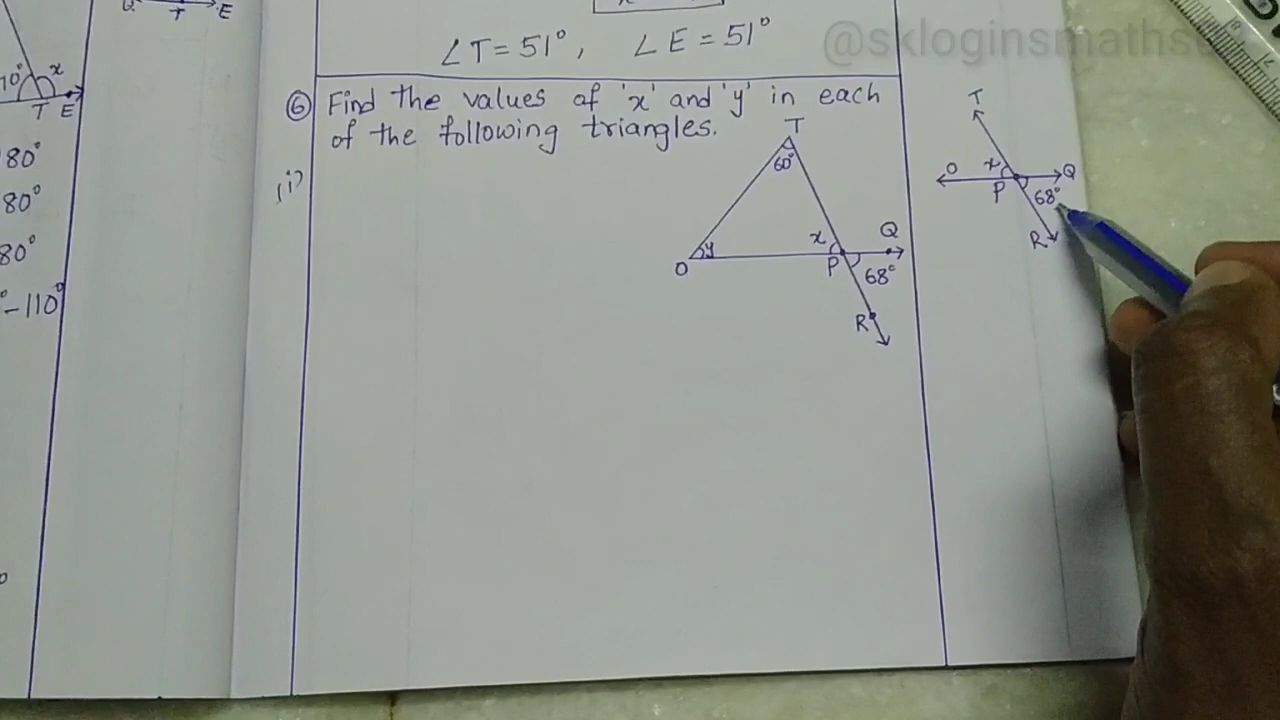 Q T E
70° x
T E
80°
80°
80°
° -110°
∠T = 51°, ∠E = 51°
@skloginsmaths
⑥ Find the values of 'x' and 'y' in each
of the following triangles.
(i)
T
60°
x Q
O y P 68°
R
T
O x Q
P 68°
R